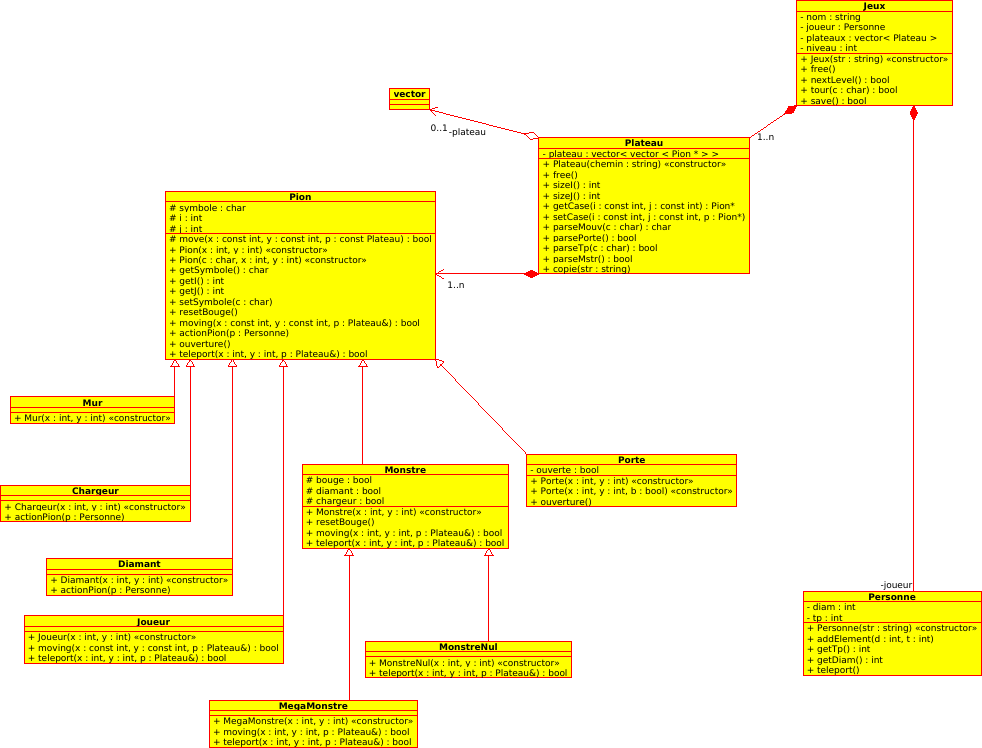 Jeux
- nom : string
- joueur : Personne
- plateaux : vector< Plateau >
- niveau : int
+ Jeux(str : string) «constructor»
+ free()
+ nextLevel() : bool
+ tour(c : char) : bool
+ save() : bool
vector
0..1
-plateau
1..n
Plateau
- plateau : vector< vector < Pion * > >
+ Plateau(chemin : string) «constructor»
+ free()
+ sizeI() : int
+ sizeJ() : int
+ getCase(i : const int, j : const int) : Pion*
+ setCase(i : const int, j : const int, p : Pion*)
+ parseMouv(c : char) : char
+ parsePorte() : bool
+ parseTp(c : char) : bool
+ parseMstr() : bool
+ copie(str : string)
1..n
Pion
# symbole : char
# i : int
# j : int
# move(x : const int, y : const int, p : const Plateau) : bool
+ Pion(x : int, y : int) «constructor»
+ Pion(c : char, x : int, y : int) «constructor»
+ getSymbole() : char
+ getI() : int
+ getJ() : int
+ setSymbole(c : char)
+ resetBouge()
+ moving(x : const int, y : const int, p : Plateau&) : bool
+ actionPion(p : Personne)
+ ouverture()
+ teleport(x : int, y : int, p : Plateau&) : bool
Mur
+ Mur(x : int, y : int) «constructor»
Chargeur
+ Chargeur(x : int, y : int) «constructor»
+ actionPion(p : Personne)
Diamant
+ Diamant(x : int, y : int) «constructor»
+ actionPion(p : Personne)
Joueur
+ Joueur(x : int, y : int) «constructor»
+ moving(x : const int, y : const int, p : Plateau&) : bool
+ teleport(x : int, y : int, p : Plateau&) : bool
Monstre
# bouge : bool
# diamant : bool
# chargeur : bool
+ Monstre(x : int, y : int) «constructor»
+ resetBouge()
+ moving(x : int, y : int, p : Plateau&) : bool
+ teleport(x : int, y : int, p : Plateau&) : bool
Porte
- ouverte : bool
+ Porte(x : int, y : int) «constructor»
+ Porte(x : int, y : int, b : bool) «constructor»
+ ouverture()
MonstreNul
+ MonstreNul(x : int, y : int) «constructor»
+ teleport(x : int, y : int, p : Plateau&) : bool
MegaMonstre
+ MegaMonstre(x : int, y : int) «constructor»
+ moving(x : int, y : int, p : Plateau&) : bool
+ teleport(x : int, y : int, p : Plateau&) : bool
-joueur
Personne
- diam : int
- tp : int
+ Personne(str : string) «constructor»
+ addElement(d : int, t : int)
+ getTp() : int
+ getDiam() : int
+ teleport()